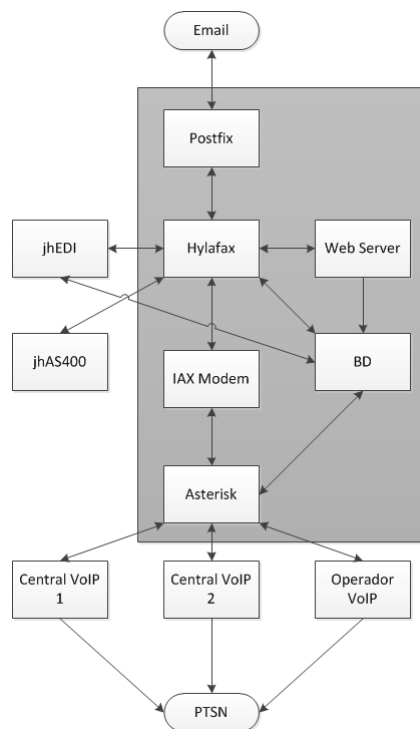 Email
Postfix
jhEDI
Hylafax
Web Server
jhAS400
IAX Modem
BD
Asterisk
Central VoIP
1
Central VoIP
2
Operador
VoIP
PTSN